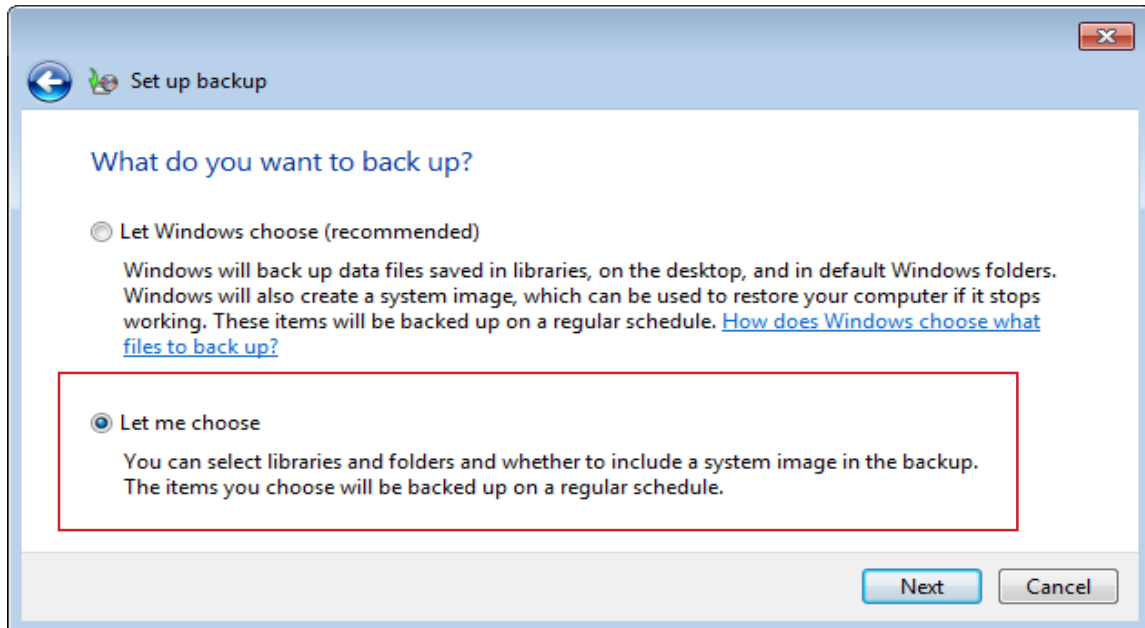 Set up backup
What do you want to back up?
Let Windows choose (recommended)
Windows will back up data files saved in libraries, on the desktop, and in default Windows folders.
Windows will also create a system image, which can be used to restore your computer if it stops
working. These items will be backed up on a regular schedule. How does Windows choose what
files to back up?
Let me choose
You can select libraries and folders and whether to include a system image in the backup.
The items you choose will be backed up on a regular schedule.
Next Cancel